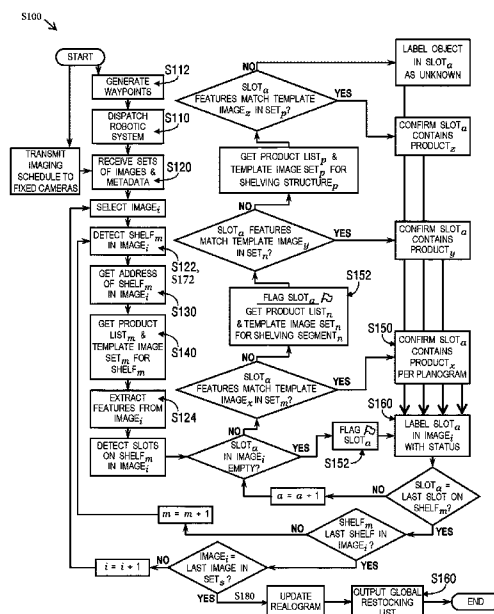 S100
START
GENERATE
WAYPOINTS
S112
DISPATCH
ROBOTIC
SYSTEM
S110
TRANSMIT
IMAGING
SCHEDULE TO
FIXED CAMERAS
RECEIVE SETS
OF IMAGES &
METADATA
S120
SELECT IMAGEi
DETECT SHELFm
IN IMAGEi
S122,
S172
GET ADDRESS
OF SHELFm
IN IMAGEi
S130
GET PRODUCT
LISTm &
TEMPLATE IMAGE
SETm FOR
SHELFm
S140
EXTRACT
FEATURES FROM
IMAGEi
S124
DETECT SLOTS
ON SHELFm
IN IMAGEi
SLOTa
IN IMAGEi
EMPTY?
NO
YES
FLAG
SLOTa
S152
SLOTa
FEATURES MATCH TEMPLATE
IMAGEx IN SETm?
NO
YES
FLAG SLOTa
GET PRODUCT LISTn
& TEMPLATE IMAGE SETn
FOR SHELVING SEGMENTn
S152
SLOTa FEATURES
MATCH TEMPLATE IMAGEy
IN SETn?
NO
YES
GET PRODUCT LISTp &
TEMPLATE IMAGE SETp FOR
SHELVING STRUCTUREp
SLOTa
FEATURES MATCH TEMPLATE
IMAGEz IN SETp?
NO
YES
LABEL OBJECT
IN SLOTa
AS UNKNOWN
CONFIRM SLOTa
CONTAINS
PRODUCTz
CONFIRM SLOTa
CONTAINS
PRODUCTy
S150
CONFIRM SLOTa
CONTAINS
PRODUCTx
PER PLANOGRAM
S160
LABEL SLOTa
IN IMAGEi
WITH STATUS
SLOTa =
LAST SLOT ON
SHELFm?
NO
YES
a = a + 1
SHELFm
LAST SHELF IN
IMAGEi?
NO
YES
m = m + 1
IMAGEi =
LAST IMAGE IN
SETs?
NO
YES
i = i + 1
S180
UPDATE
REALOGRAM
OUTPUT GLOBAL
RESTOCKING
LIST
S160
END